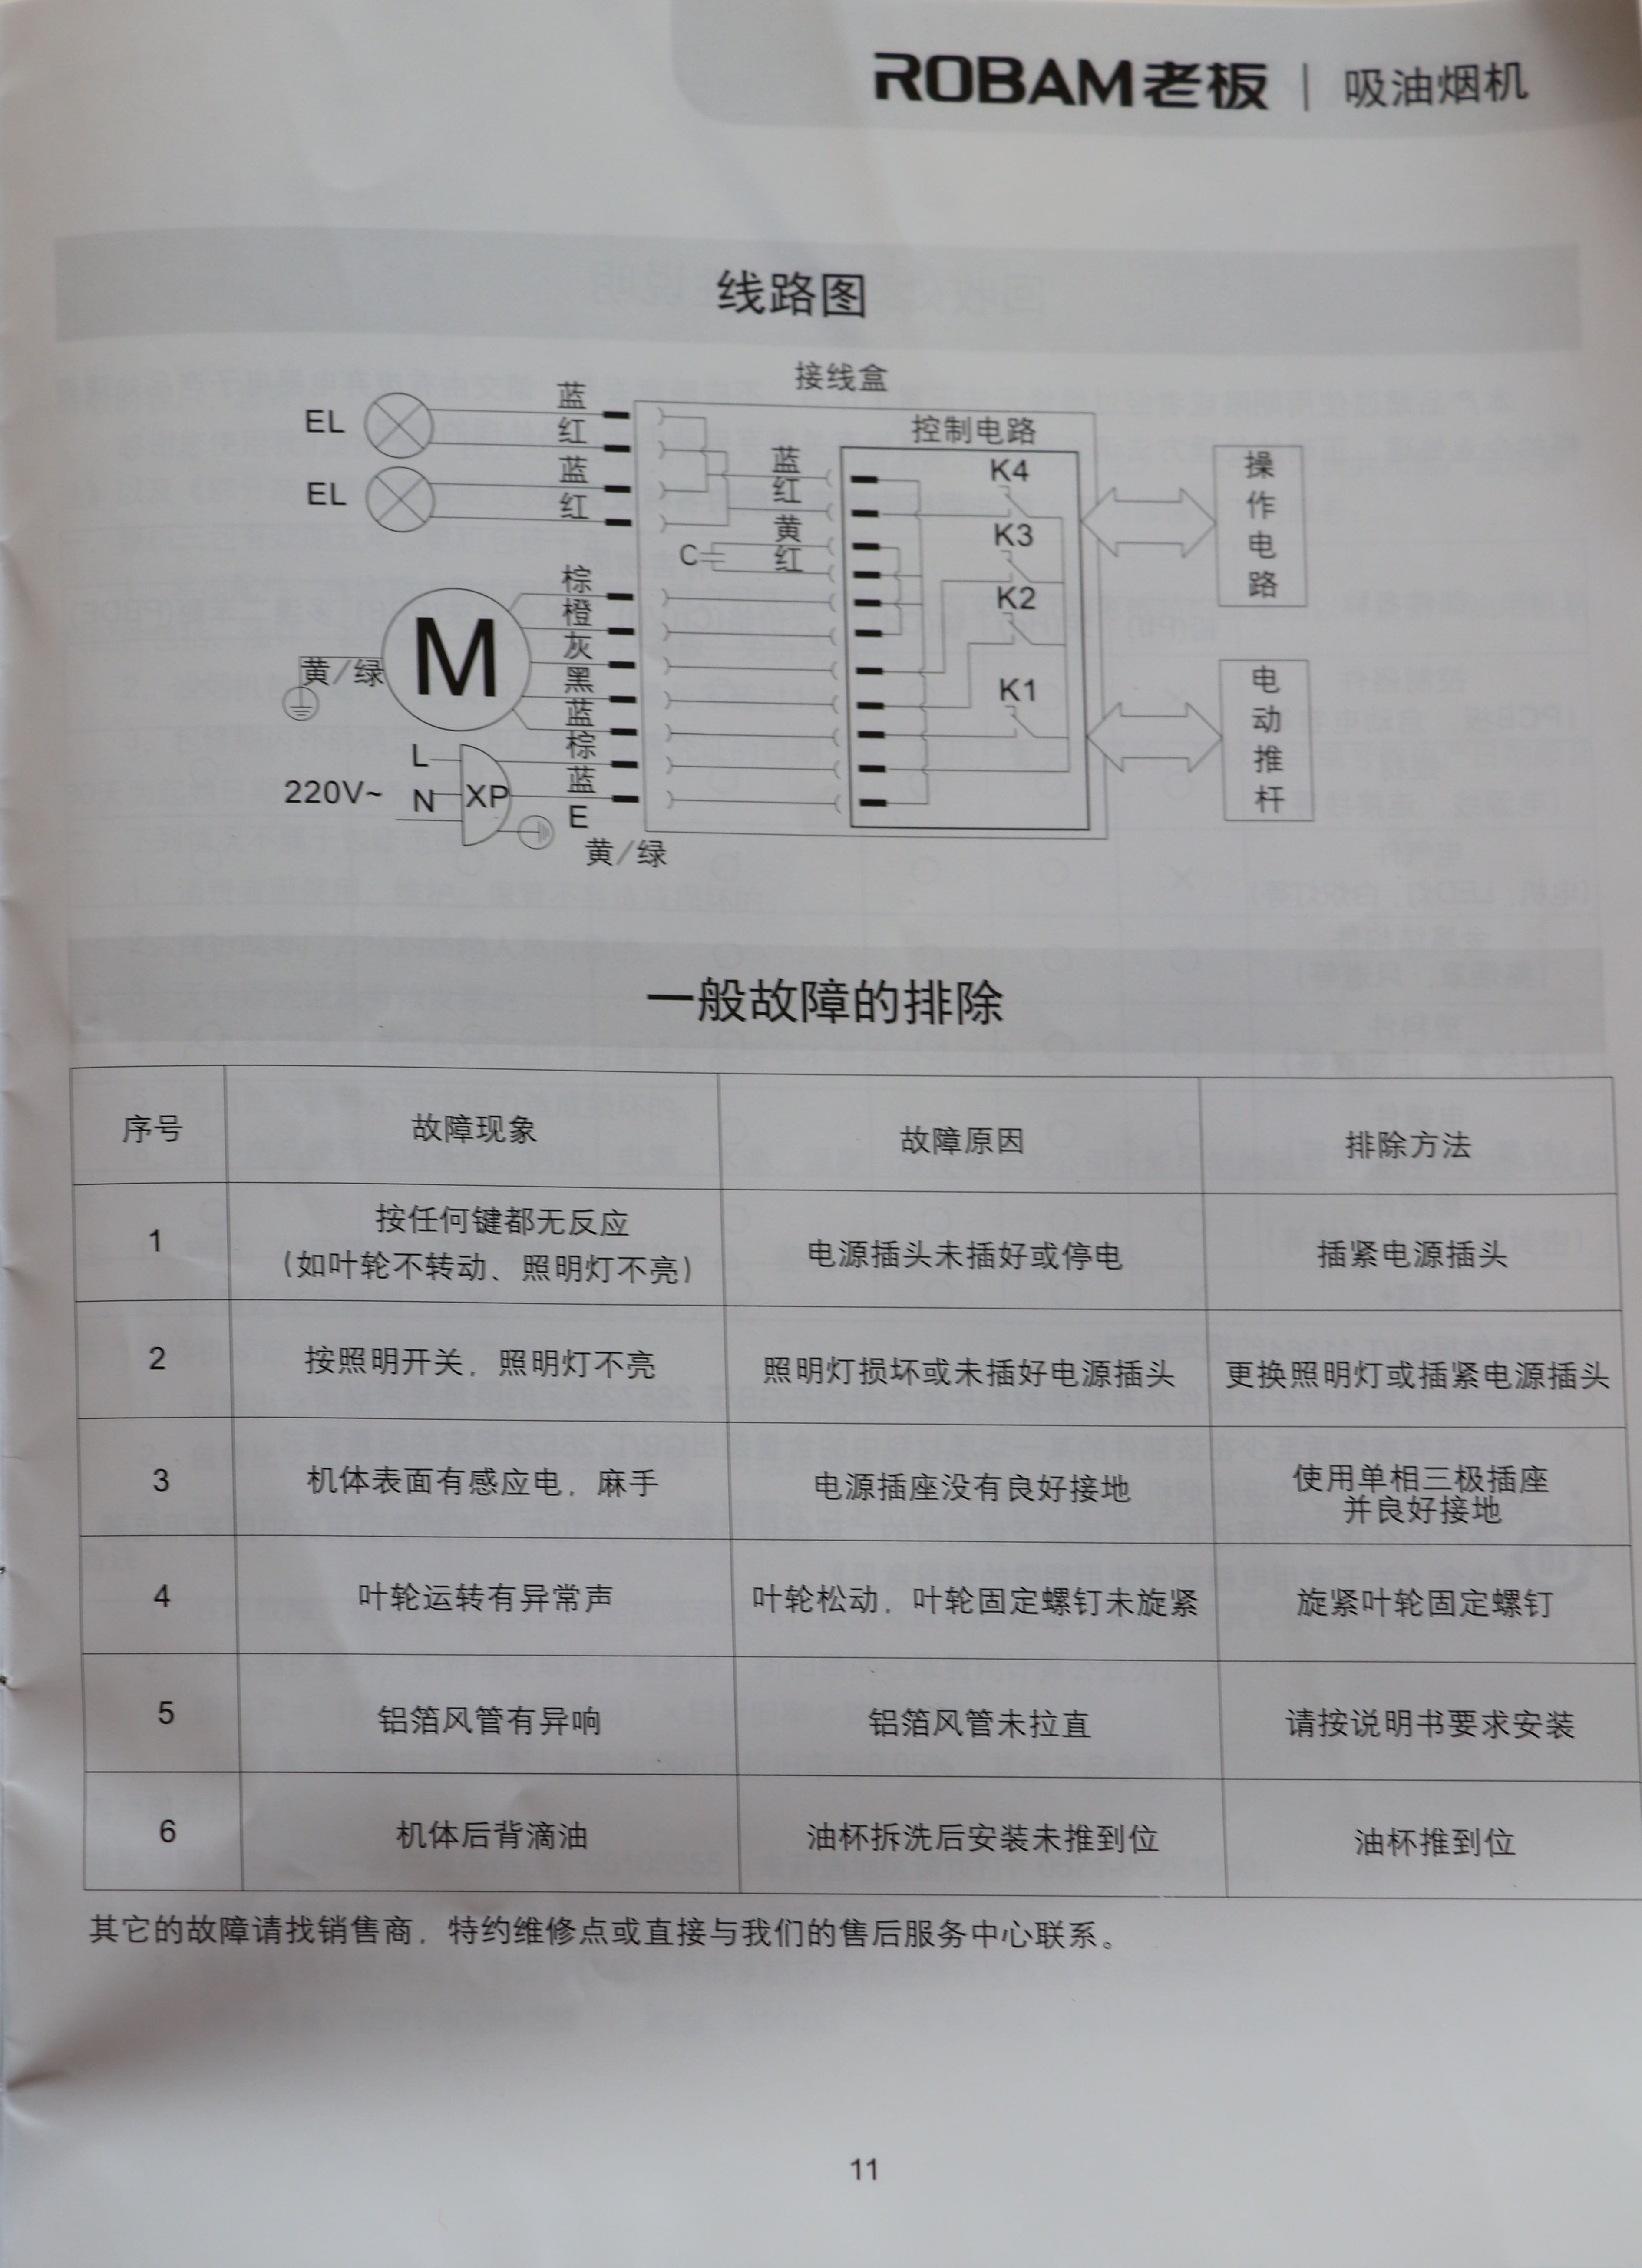 ROBAM老板 | 吸油烟机
线路图
接线盒
控制电路
EL
蓝
红
EL
蓝
红
蓝
红
黄
红
C
K4
K3
K2
K1
操作电路
电动推杆
M
黄/绿
棕
橙
灰
黑
蓝
棕
蓝
220V~
L
N
XP
E
黄/绿
一般故障的排除
序号 故障现象 故障原因 排除方法
1 按任何键都无反应
(如叶轮不转动、照明灯不亮) 电源插头未插好或停电 插紧电源插头
2 按照明开关，照明灯不亮 照明灯损坏或未插好电源插头 更换照明灯或插紧电源插头
3 机体表面有感应电，麻手 电源插座没有良好接地 使用单相三极插座
并良好接地
4 叶轮运转有异常声 叶轮松动，叶轮固定螺钉未旋紧 旋紧叶轮固定螺钉
5 铝箔风管有异响 铝箔风管未拉直 请按说明书要求安装
6 机体后背滴油 油杯拆洗后安装未推到位 油杯推到位
其它的故障请找销售商，特约维修点或直接与我们的售后服务中心联系。
11